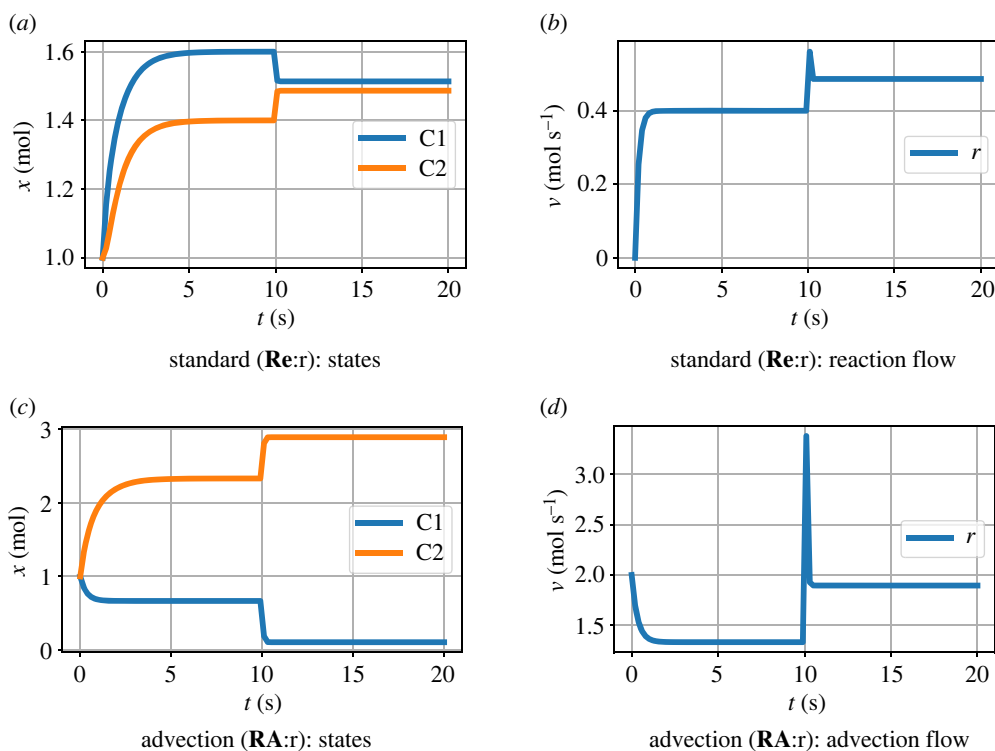 (a)
x (mol)
1.6
1.4
1.2
1.0
C1
C2
0
5
10
15
20
t (s)
standard (Re:r): states
(b)
v (mol s−1)
0.4
0.2
0
r
0
5
10
15
20
t (s)
standard (Re:r): reaction flow
(c)
x (mol)
3
2
1
0
C1
C2
0
5
10
15
20
t (s)
advection (RA:r): states
(d)
v (mol s−1)
3.0
2.5
2.0
1.5
r
0
5
10
15
20
t (s)
advection (RA:r): advection flow